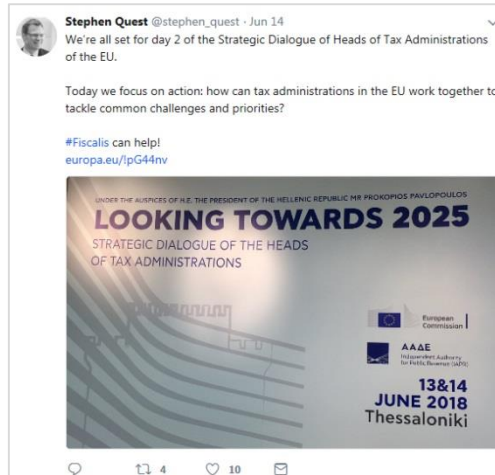 Stephen Quest @stephen_quest · Jun 14
We're all set for day 2 of the Strategic Dialogue of Heads of Tax Administrations
of the EU.
Today we focus on action: how can tax administrations in the EU work together to
tackle common challenges and priorities?
#Fiscalis can help!
europa.eu/!pG44nv
UNDER THE AUSPICES OF H.E. THE PRESIDENT OF THE HELLENIC REPUBLIC MR PROKOPIOS PAVLOPOULOS
LOOKING TOWARDS 2025
STRATEGIC DIALOGUE OF THE HEADS
OF TAX ADMINISTRATIONS
European
Commission
ΑΑΔΕ
Independent Authority
for Public Revenue (IAPR)
13&14
JUNE 2018
Thessaloniki
4
10